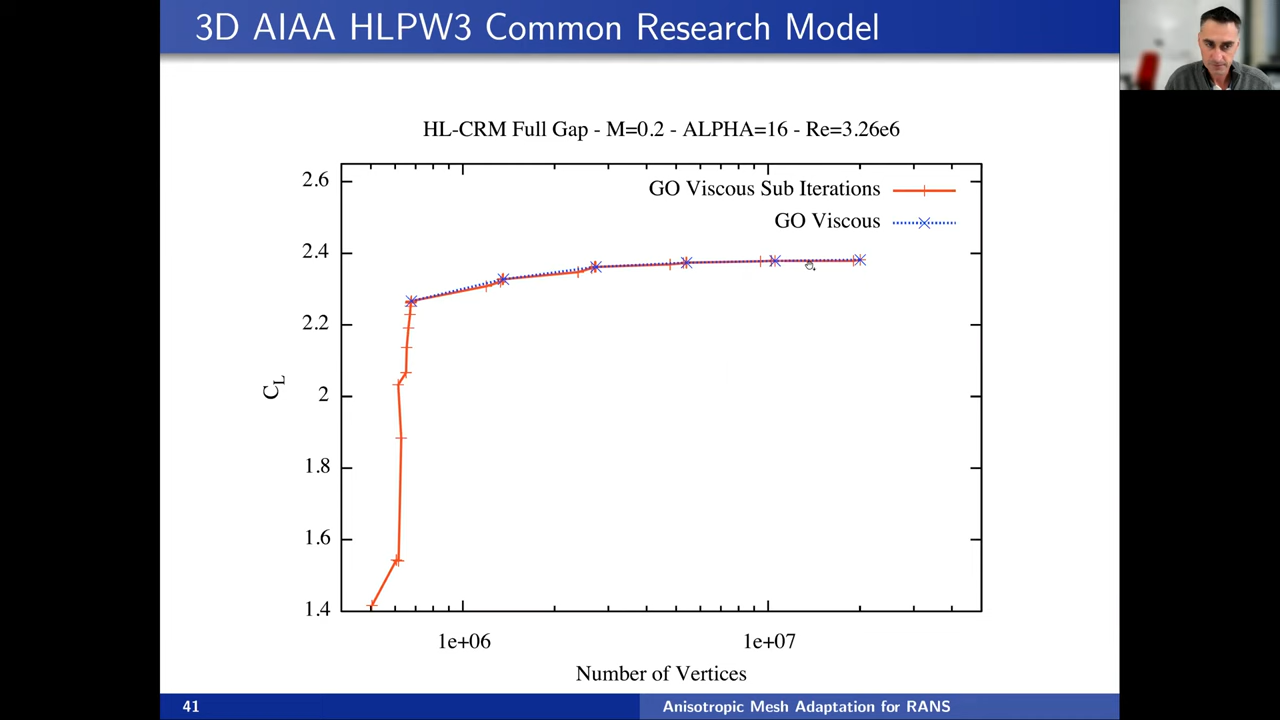 3D AIAA HLPW3 Common Research Model
HL-CRM Full Gap - M=0.2 - ALPHA=16 - Re=3.26e6
GO Viscous Sub Iterations
GO Viscous
2.6
2.4
2.2
2
1.8
1.6
1.4
CL
1e+06
1e+07
Number of Vertices
41
Anisotropic Mesh Adaptation for RANS